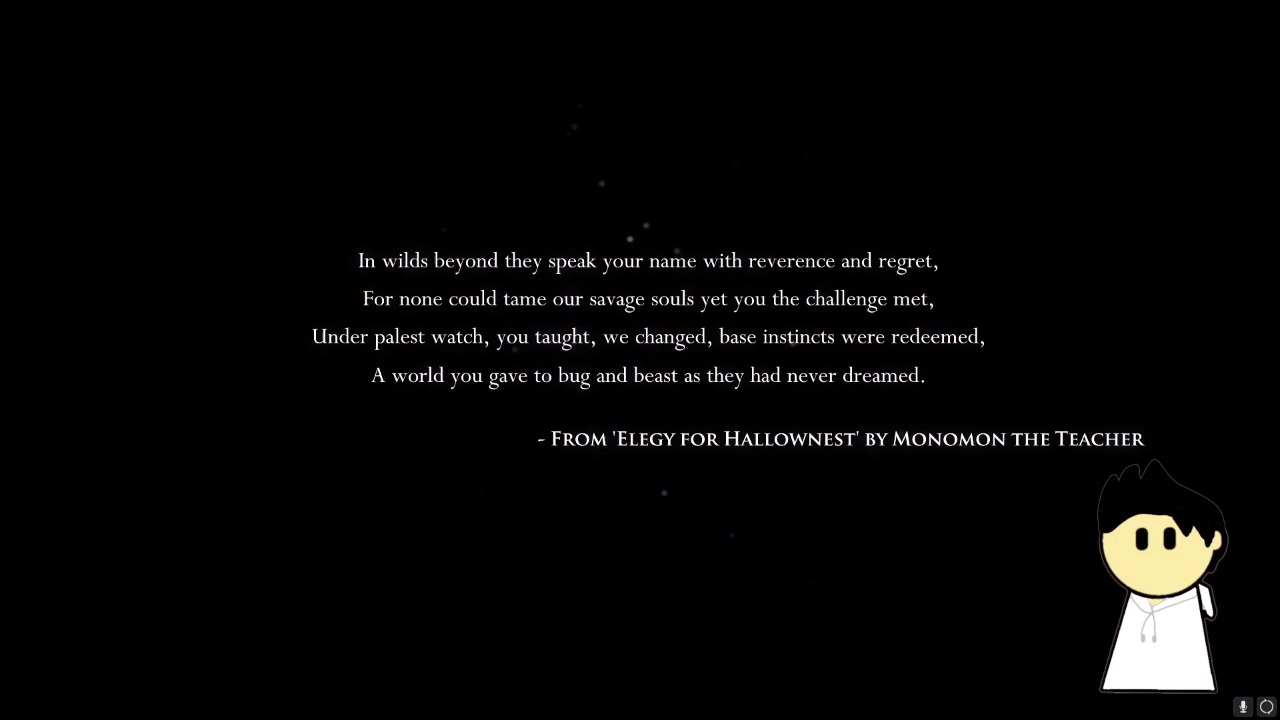 In wilds beyond they speak your name with reverence and regret,
For none could tame our savage souls yet you the challenge met,
Under palest watch, you taught, we changed, base instincts were redeemed,
A world you gave to bug and beast as they had never dreamed.
- From 'Elegy for Hallownest' by Monomon the Teacher